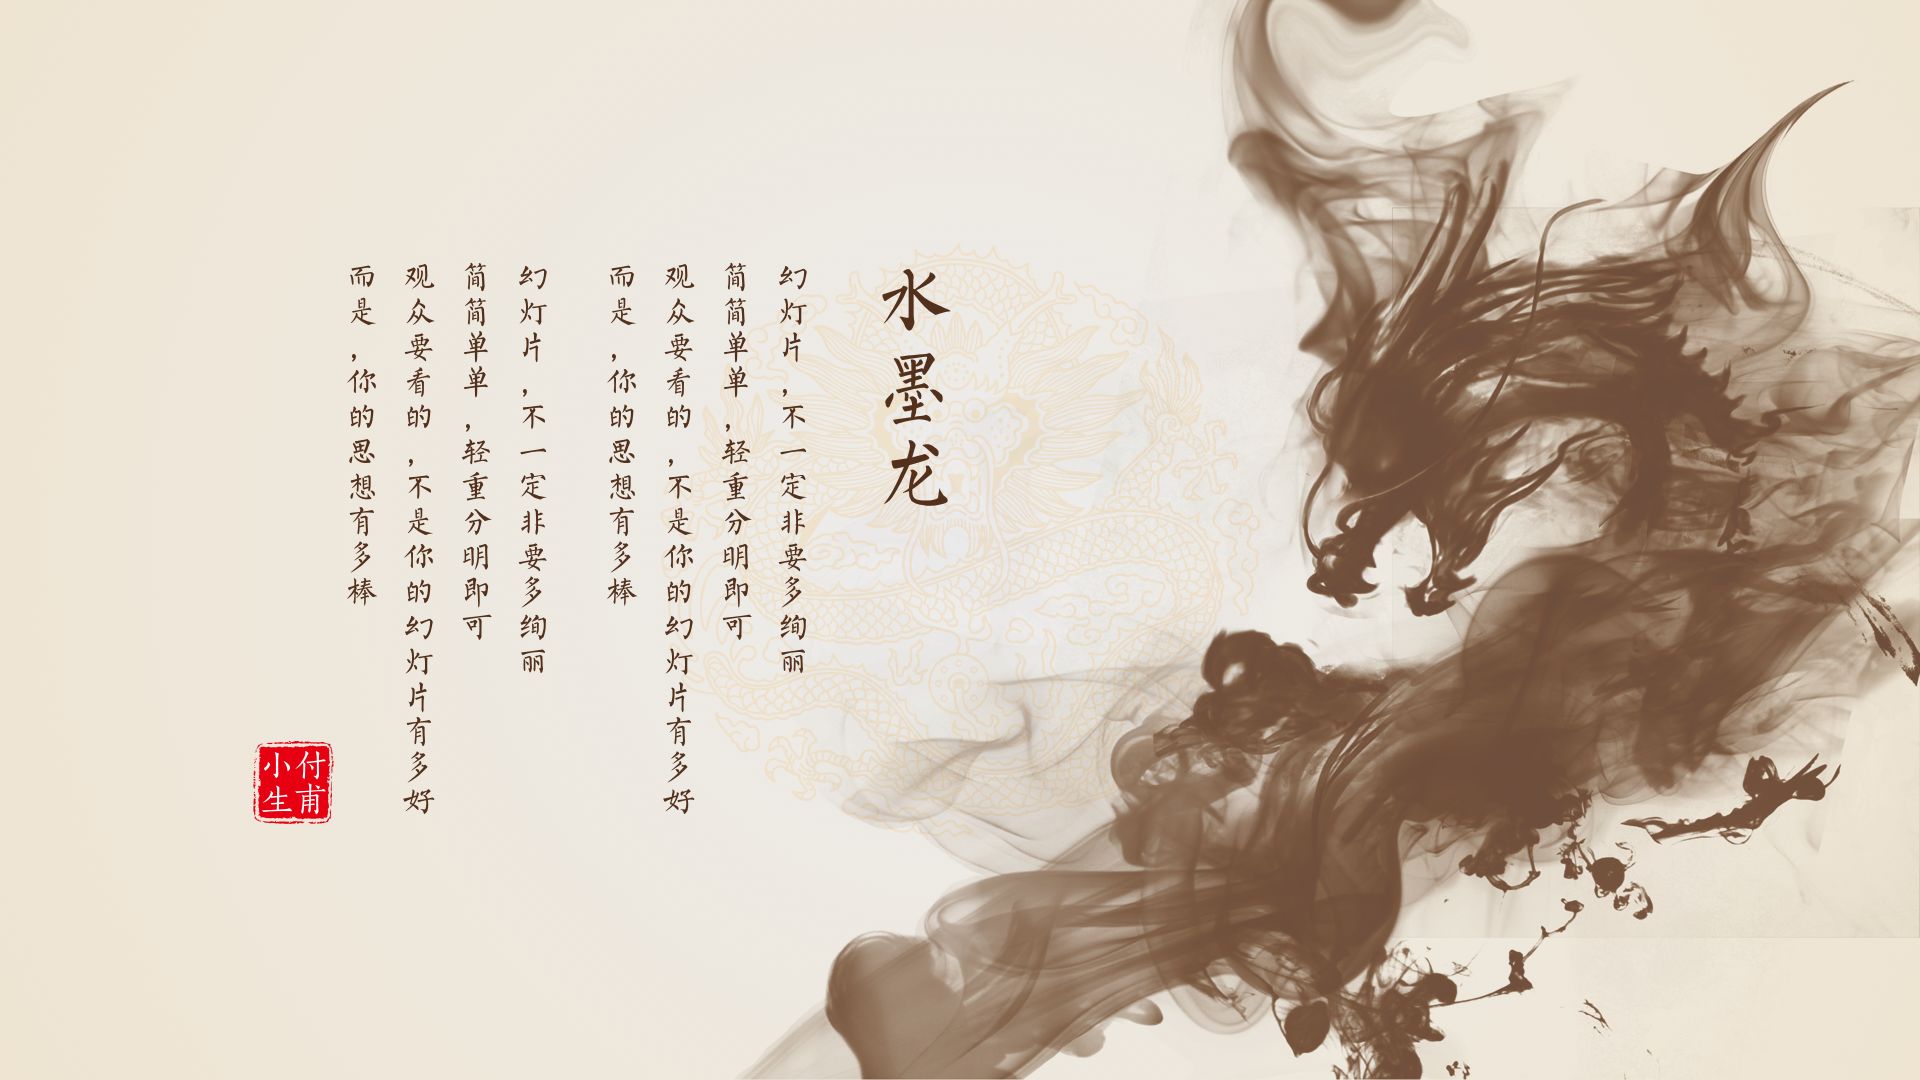 水墨龙
幻灯片，不一定非要多绚丽
简简单单，轻重分明即可
观众要看的，不是你的幻灯片有多好
而是，你的思想有多棒
幻灯片，不一定非要多绚丽
简简单单，轻重分明即可
观众要看的，不是你的幻灯片有多好
而是，你的思想有多棒
付甫
小生